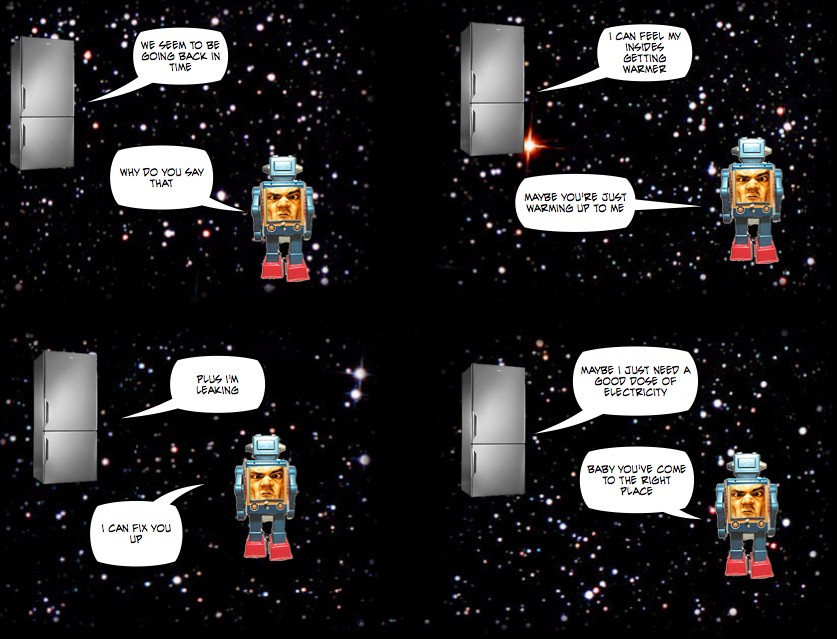 WE SEEM TO BE
GOING BACK IN
TIME
WHY DO YOU SAY
THAT
I CAN FEEL MY
INSIDES
GETTING
WARMER
MAYBE YOU'RE JUST
WARMING UP TO ME
PLUS I'M
LEAKING
I CAN FIX YOU
UP
MAYBE I JUST NEED A
GOOD DOSE OF
ELECTRICITY
BABY YOU'VE COME
TO THE RIGHT
PLACE